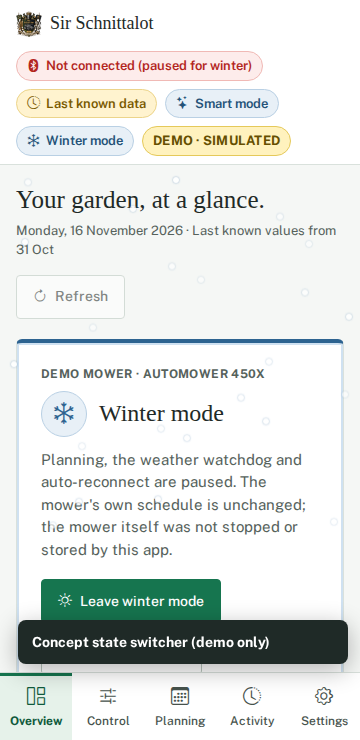 Sir Schnittalot
Not connected (paused for winter)
Last known data
Smart mode
Winter mode
DEMO · SIMULATED
Your garden, at a glance.
Monday, 16 November 2026 · Last known values from
31 Oct
Refresh
DEMO MOWER · AUTOMOWER 450X
Winter mode
Planning, the weather watchdog and
auto-reconnect are paused. The
mower's own schedule is unchanged;
the mower itself was not stopped or
stored by this app.
Leave winter mode
Concept state switcher (demo only)
Overview
Control
Planning
Activity
Settings